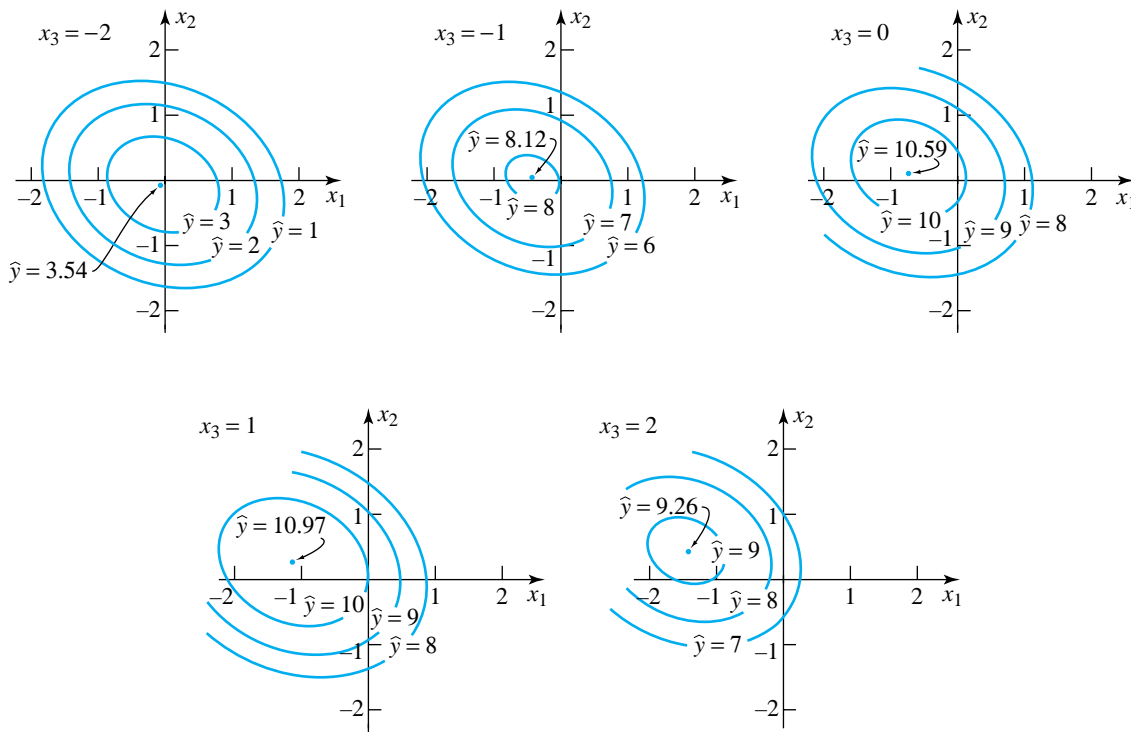 x₃ = −2
x₂
2
1
−2
−1
1
2
x₁
ŷ = 3
ŷ = 2
ŷ = 1
−1
ŷ = 3.54
−2
x₃ = −1
x₂
2
1
ŷ = 8.12
−2
−1
1
2
x₁
ŷ = 8
ŷ = 7
ŷ = 6
−1
−2
x₃ = 0
x₂
2
1
ŷ = 10.59
−2
−1
1
2
x₁
ŷ = 10
ŷ = 9
ŷ = 8
−1
−2
x₃ = 1
x₂
2
1
ŷ = 10.97
−2
−1
1
2
x₁
ŷ = 10
ŷ = 9
ŷ = 8
−1
−2
x₃ = 2
x₂
2
1
ŷ = 9.26
ŷ = 9
−2
−1
1
2
x₁
ŷ = 8
ŷ = 7
−1
−2